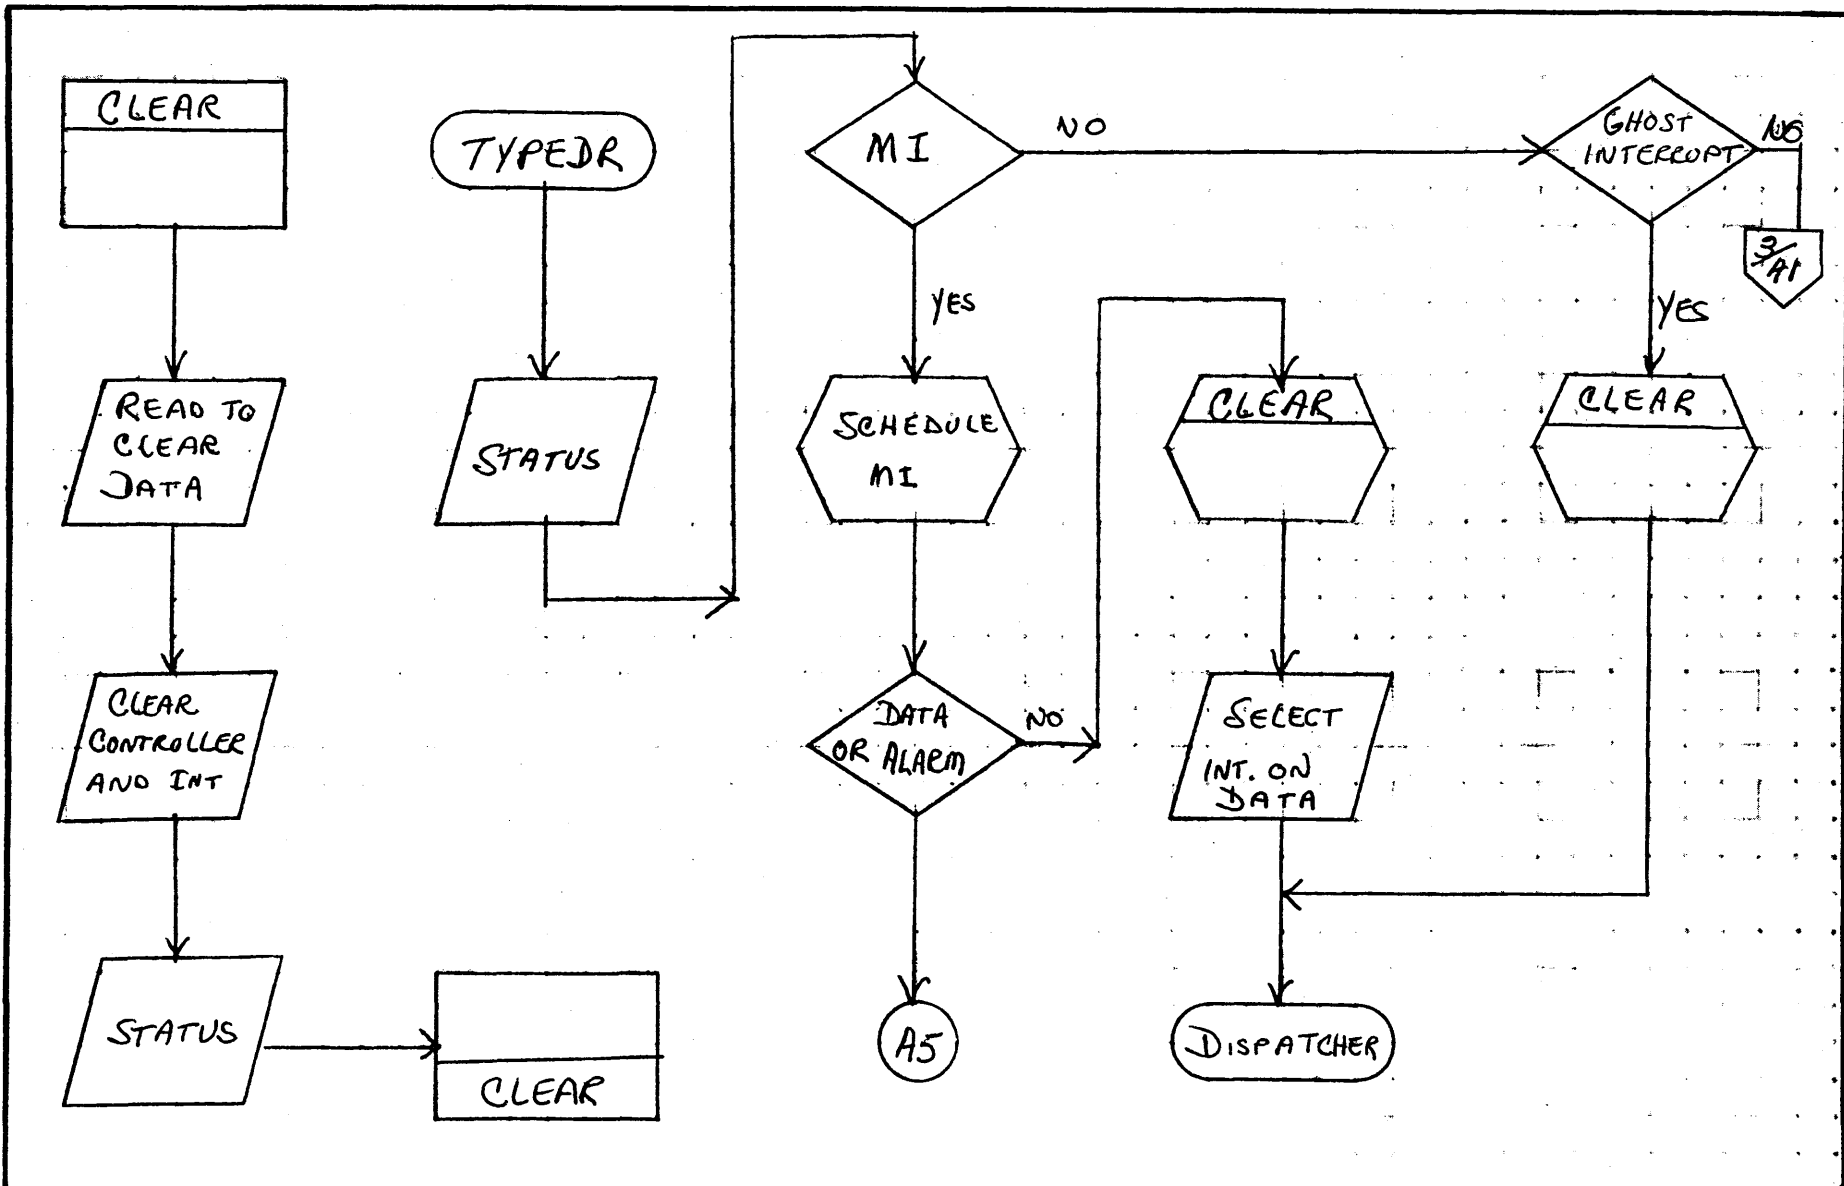 CLEAR
READ TO
CLEAR
DATA
CLEAR
CONTROLLER
AND INT
STATUS
CLEAR
TYPEDR
STATUS
MI
NO
YES
SCHEDULE
MI
DATA
OR ALARM
NO
A5
CLEAR
SELECT
INT. ON
DATA
DISPATCHER
GHOST
INTERRUPT
NO
3/A1
YES
CLEAR